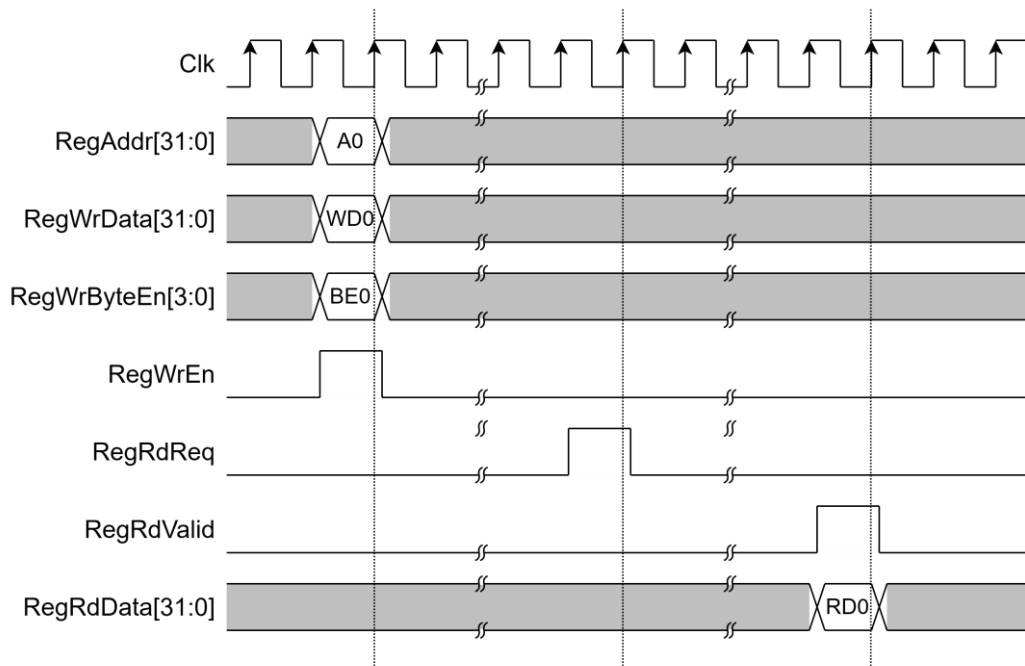 Clk
RegAddr[31:0]
A0
RegWrData[31:0]
WD0
RegWrByteEn[3:0]
BE0
RegWrEn
RegRdReq
RegRdValid
RegRdData[31:0]
RD0